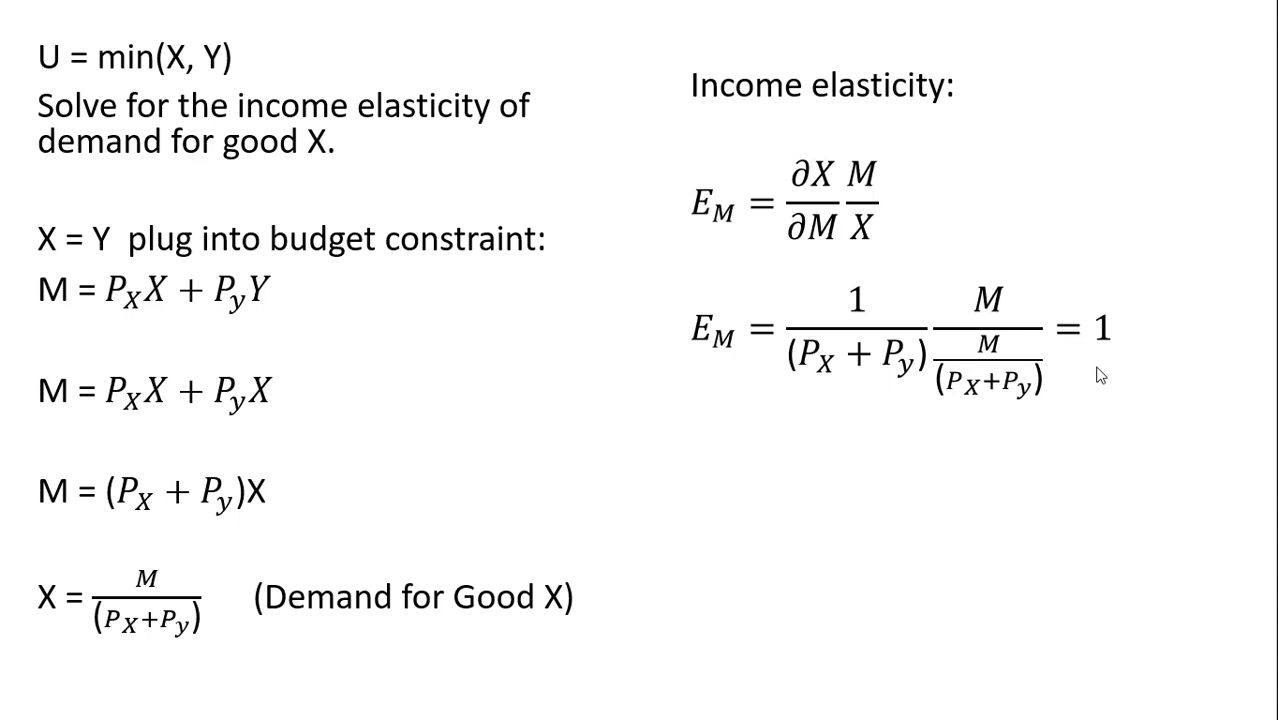 U = min(X, Y)
Solve for the income elasticity of
demand for good X.
X = Y plug into budget constraint:
M = P_X X + P_y Y
M = P_X X + P_y X
M = (P_X + P_y)X
X = M/(P_X+P_y) (Demand for Good X)
Income elasticity:
E_M = ∂X/∂M M/X
E_M = 1/(P_X + P_y) M/(M/(P_X+P_y)) = 1